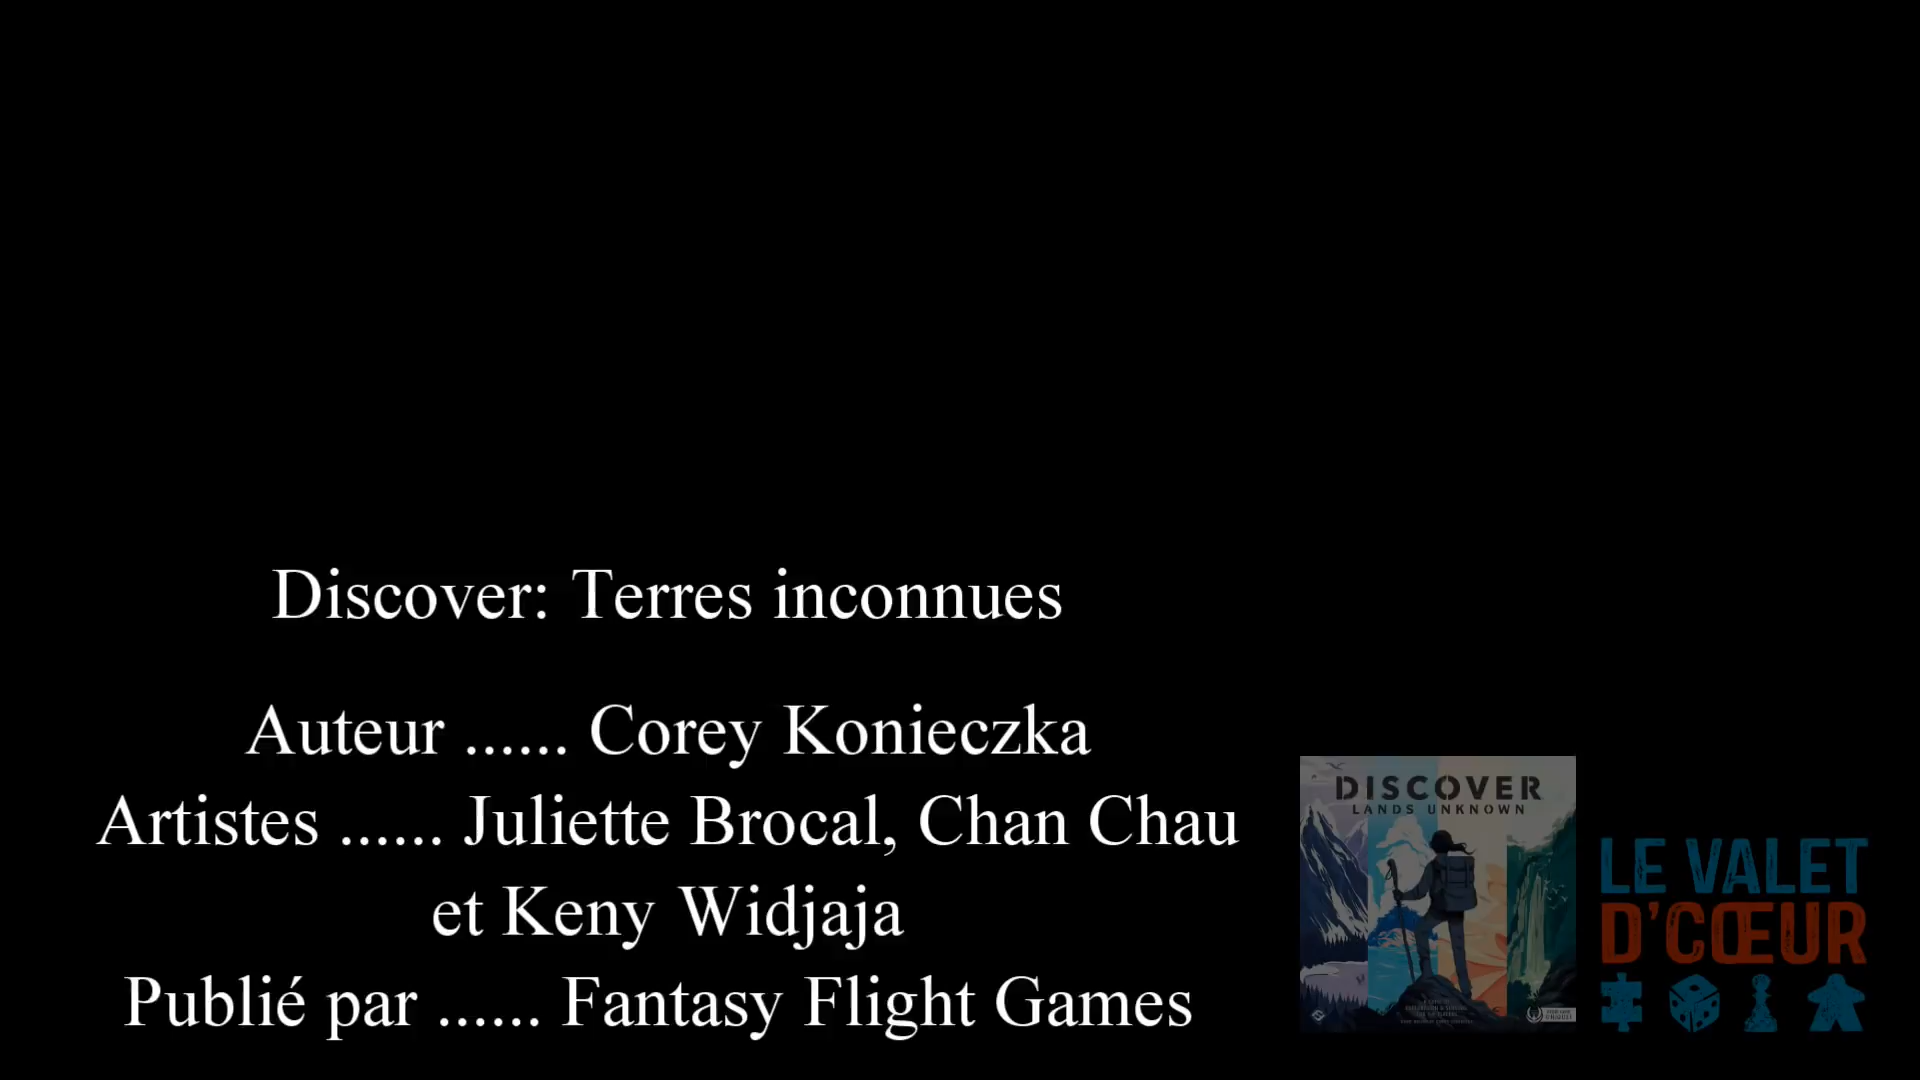 Discover: Terres inconnues
Auteur ...... Corey Konieczka
Artistes ...... Juliette Brocal, Chan Chau
et Keny Widjaja
Publié par ...... Fantasy Flight Games
DISCOVER
LANDS UNKNOWN
LE VALET
D'CŒUR